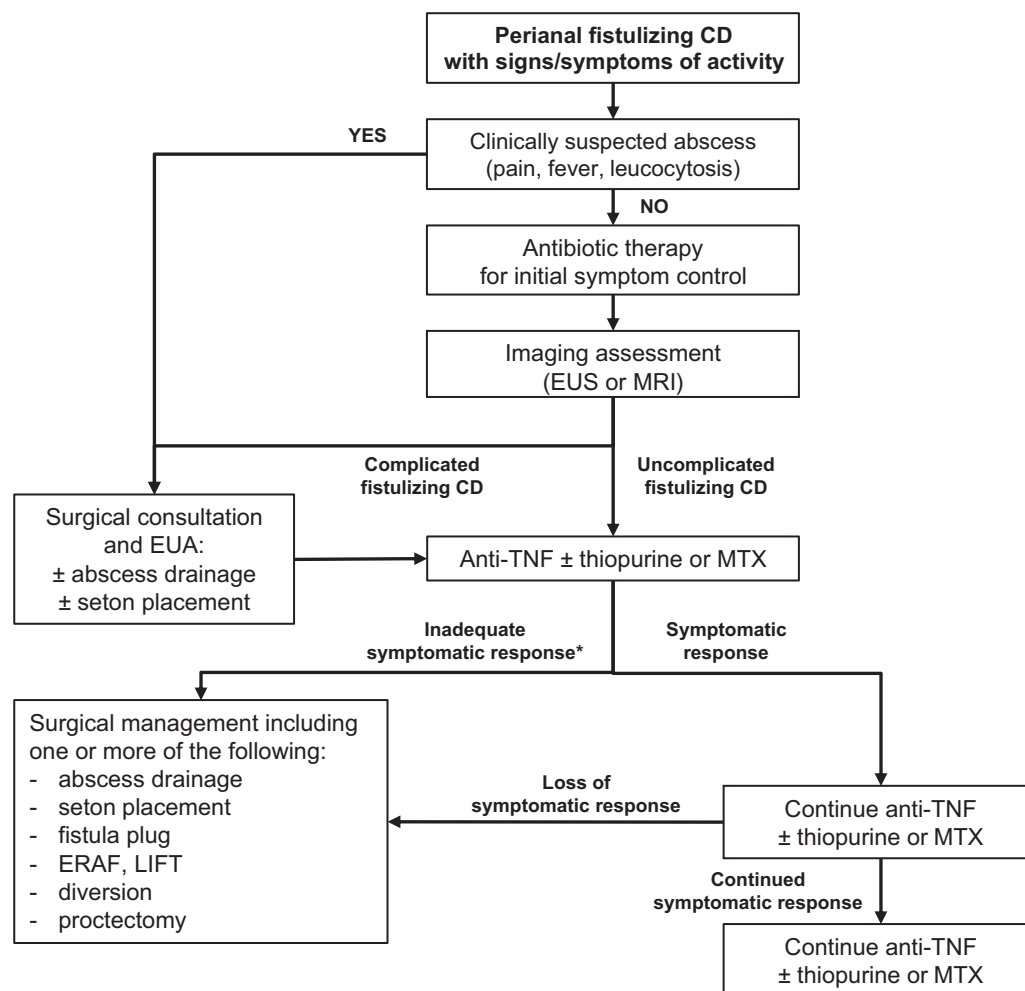 Perianal fistulizing CD
with signs/symptoms of activity
YES
Clinically suspected abscess
(pain, fever, leucocytosis)
NO
Antibiotic therapy
for initial symptom control
Imaging assessment
(EUS or MRI)
Complicated
fistulizing CD
Uncomplicated
fistulizing CD
Surgical consultation
and EUA:
± abscess drainage
± seton placement
Anti-TNF ± thiopurine or MTX
Inadequate
symptomatic response*
Symptomatic
response
Surgical management including
one or more of the following:
- abscess drainage
- seton placement
- fistula plug
- ERAF, LIFT
- diversion
- proctectomy
Loss of
symptomatic response
Continue anti-TNF
± thiopurine or MTX
Continued
symptomatic response
Continue anti-TNF
± thiopurine or MTX